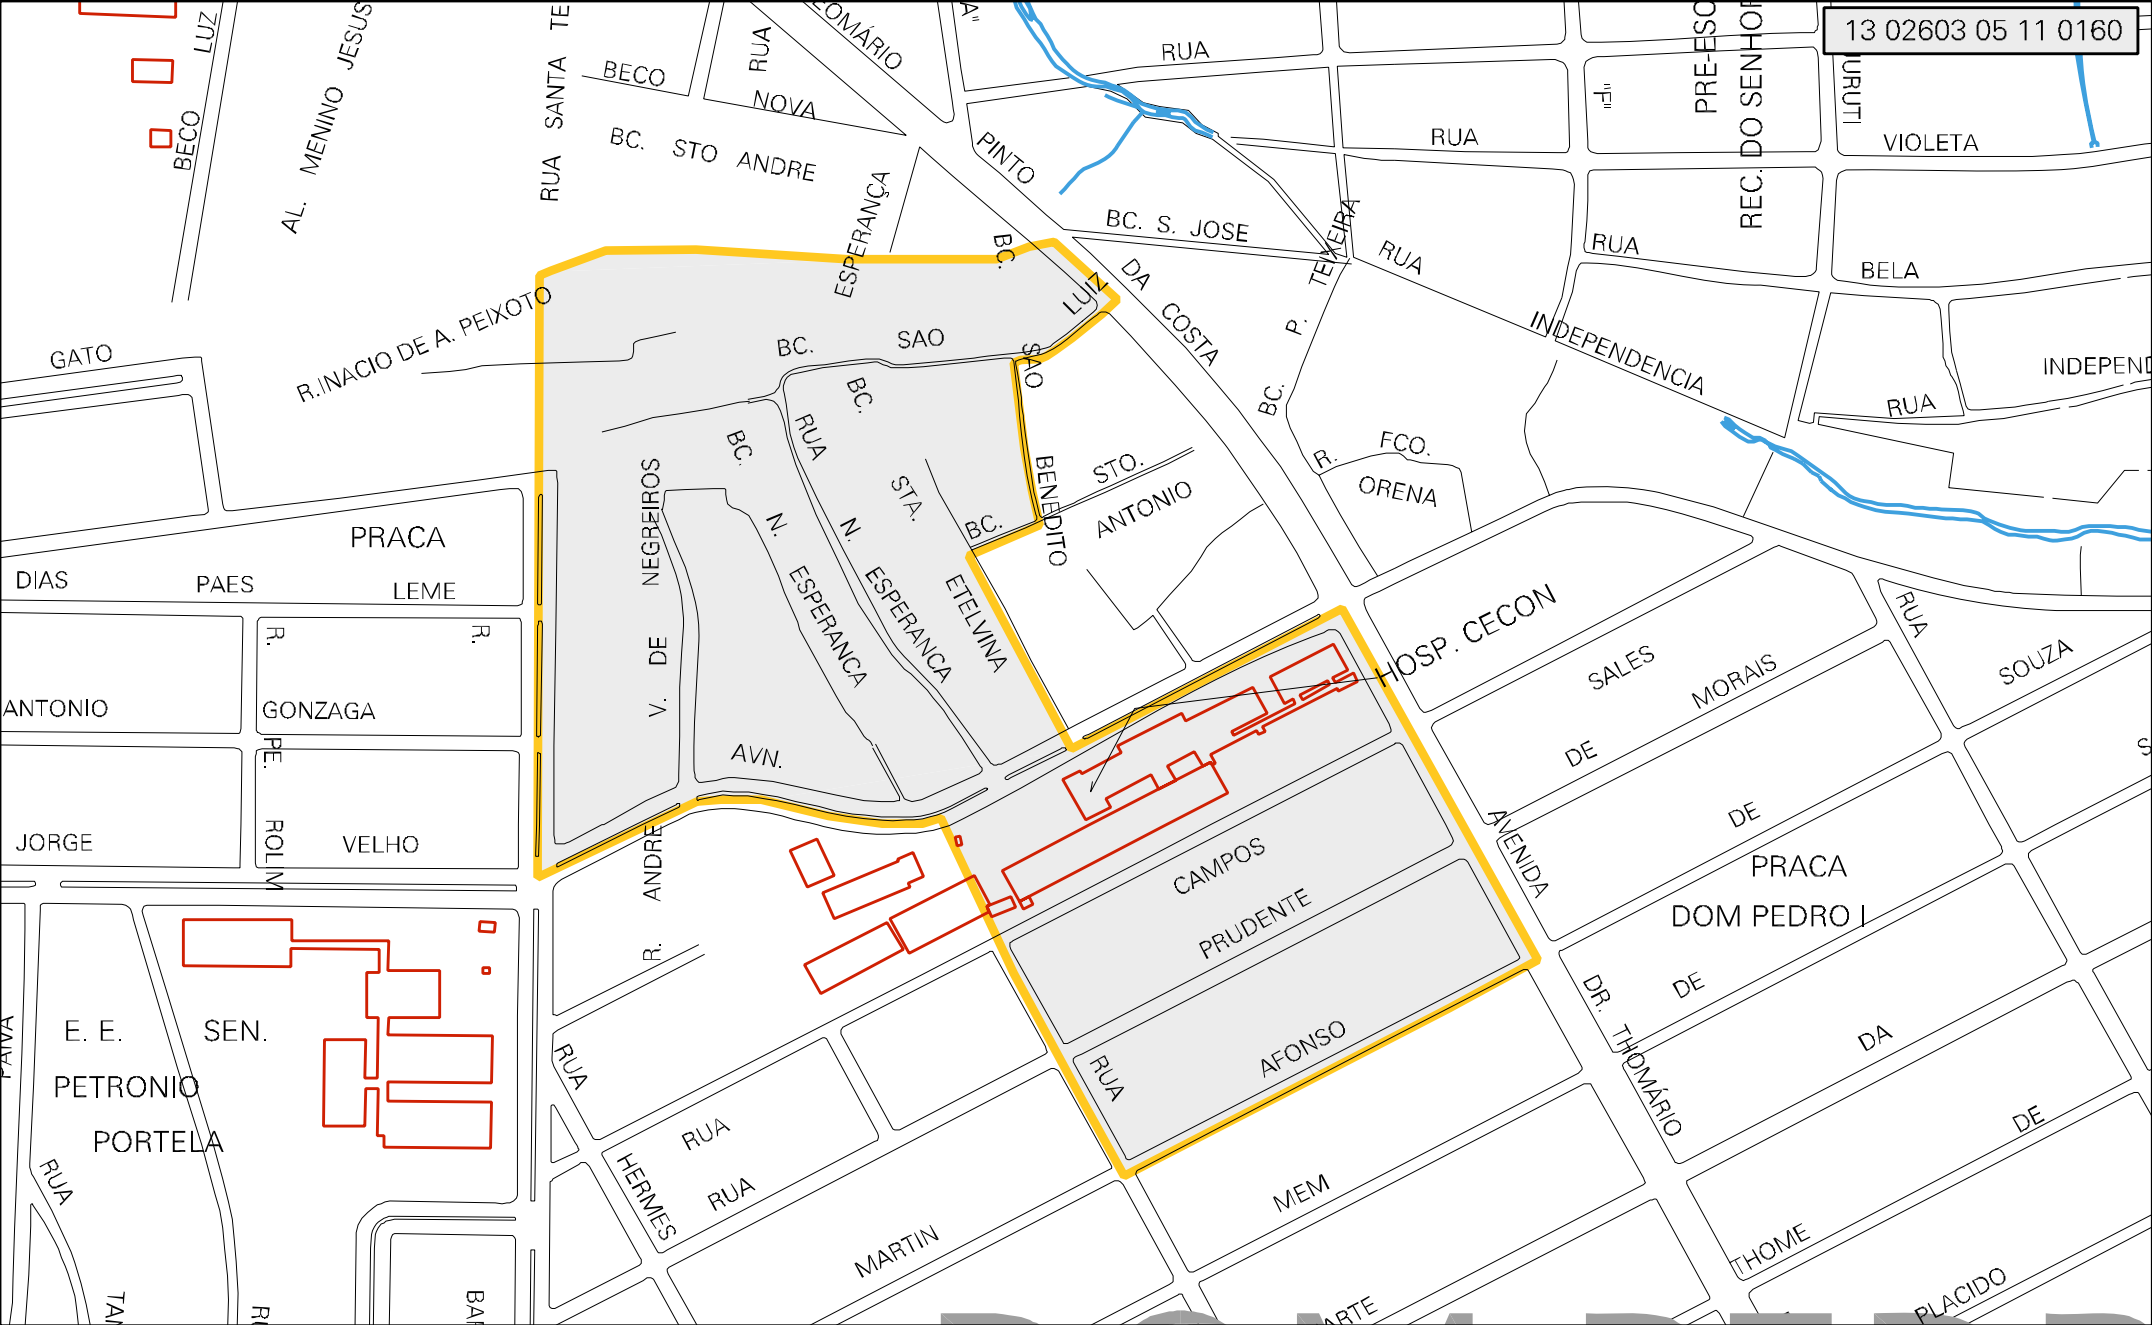 13 02603 05 11 0160
LUZ
BECO
AL. MENINO JESUS
RUA SANTA TE
BECO
RUA
NOVA
BC. STO ANDRE
ESPERANÇA
PINTO
DA
COSTA
RUA
RUA
"F"
PRE-ESC
REC. DO SENHOR
URUTI
VIOLETA
BC. S. JOSE
BC. P. TEIXEIRA
RUA
INDEPENDENCIA
RUA
BELA
INDEPEND
RUA
GATO
R.INACIO DE A. PEIXOTO
BC.
SAO
LUIZ
BC.
SAO
BENEDITO
BC.
STO.
ANTONIO
R.
FCO.
ORENA
BC.
N.
ESPERANCA
RUA
N.
ESPERANCA
BC.
STA.
ETELVINA
PRACA
DIAS
PAES
LEME
R.
R.
ANTONIO
GONZAGA
PE.
ROLIM
JORGE
VELHO
V. DE NEGREIROS
AVN.
R. ANDRE
HOSP. CECON
SALES
MORAIS
DE
RUA
SOUZA
S
CAMPOS
PRUDENTE
AFONSO
RUA
AVENIDA
DR.
THOMÁRIO
DE
PRACA
DOM PEDRO I
DE
DA
DE
PAIVA
E. E.
SEN.
PETRONIO
PORTELA
RUA
RUA
HERMES
RUA
RUA
MARTIN
MEM
THOME
PLACIDO
ARTE
TAN
BAR